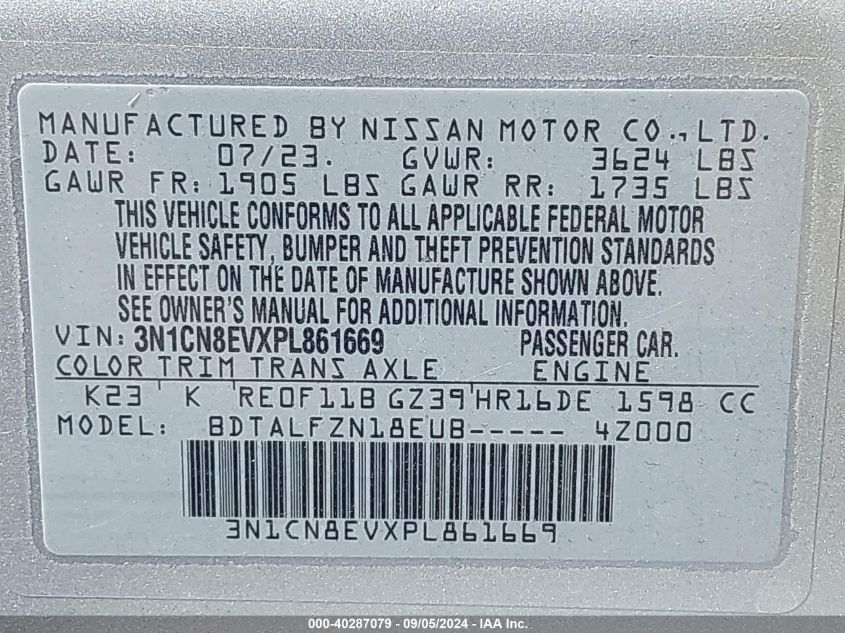 MANUFACTURED BY NISSAN MOTOR CO., LTD.
DATE: 07/23. GVWR: 3624 LBS
GAWR FR: 1905 LBS GAWR RR: 1735 LBS
THIS VEHICLE CONFORMS TO ALL APPLICABLE FEDERAL MOTOR
VEHICLE SAFETY, BUMPER AND THEFT PREVENTION STANDARDS
IN EFFECT ON THE DATE OF MANUFACTURE SHOWN ABOVE.
SEE OWNER'S MANUAL FOR ADDITIONAL INFORMATION.
VIN: 3N1CN8EVXPL861669 PASSENGER CAR.
COLOR TRIM TRANS AXLE ENGINE
K23 K RE0F11B GZ39 HR16DE 1598 CC
MODEL: BDTALFZN18EUB----- 4Z000
3N1CN8EVXPL861669
000-40287079 - 09/05/2024 - IAA Inc.